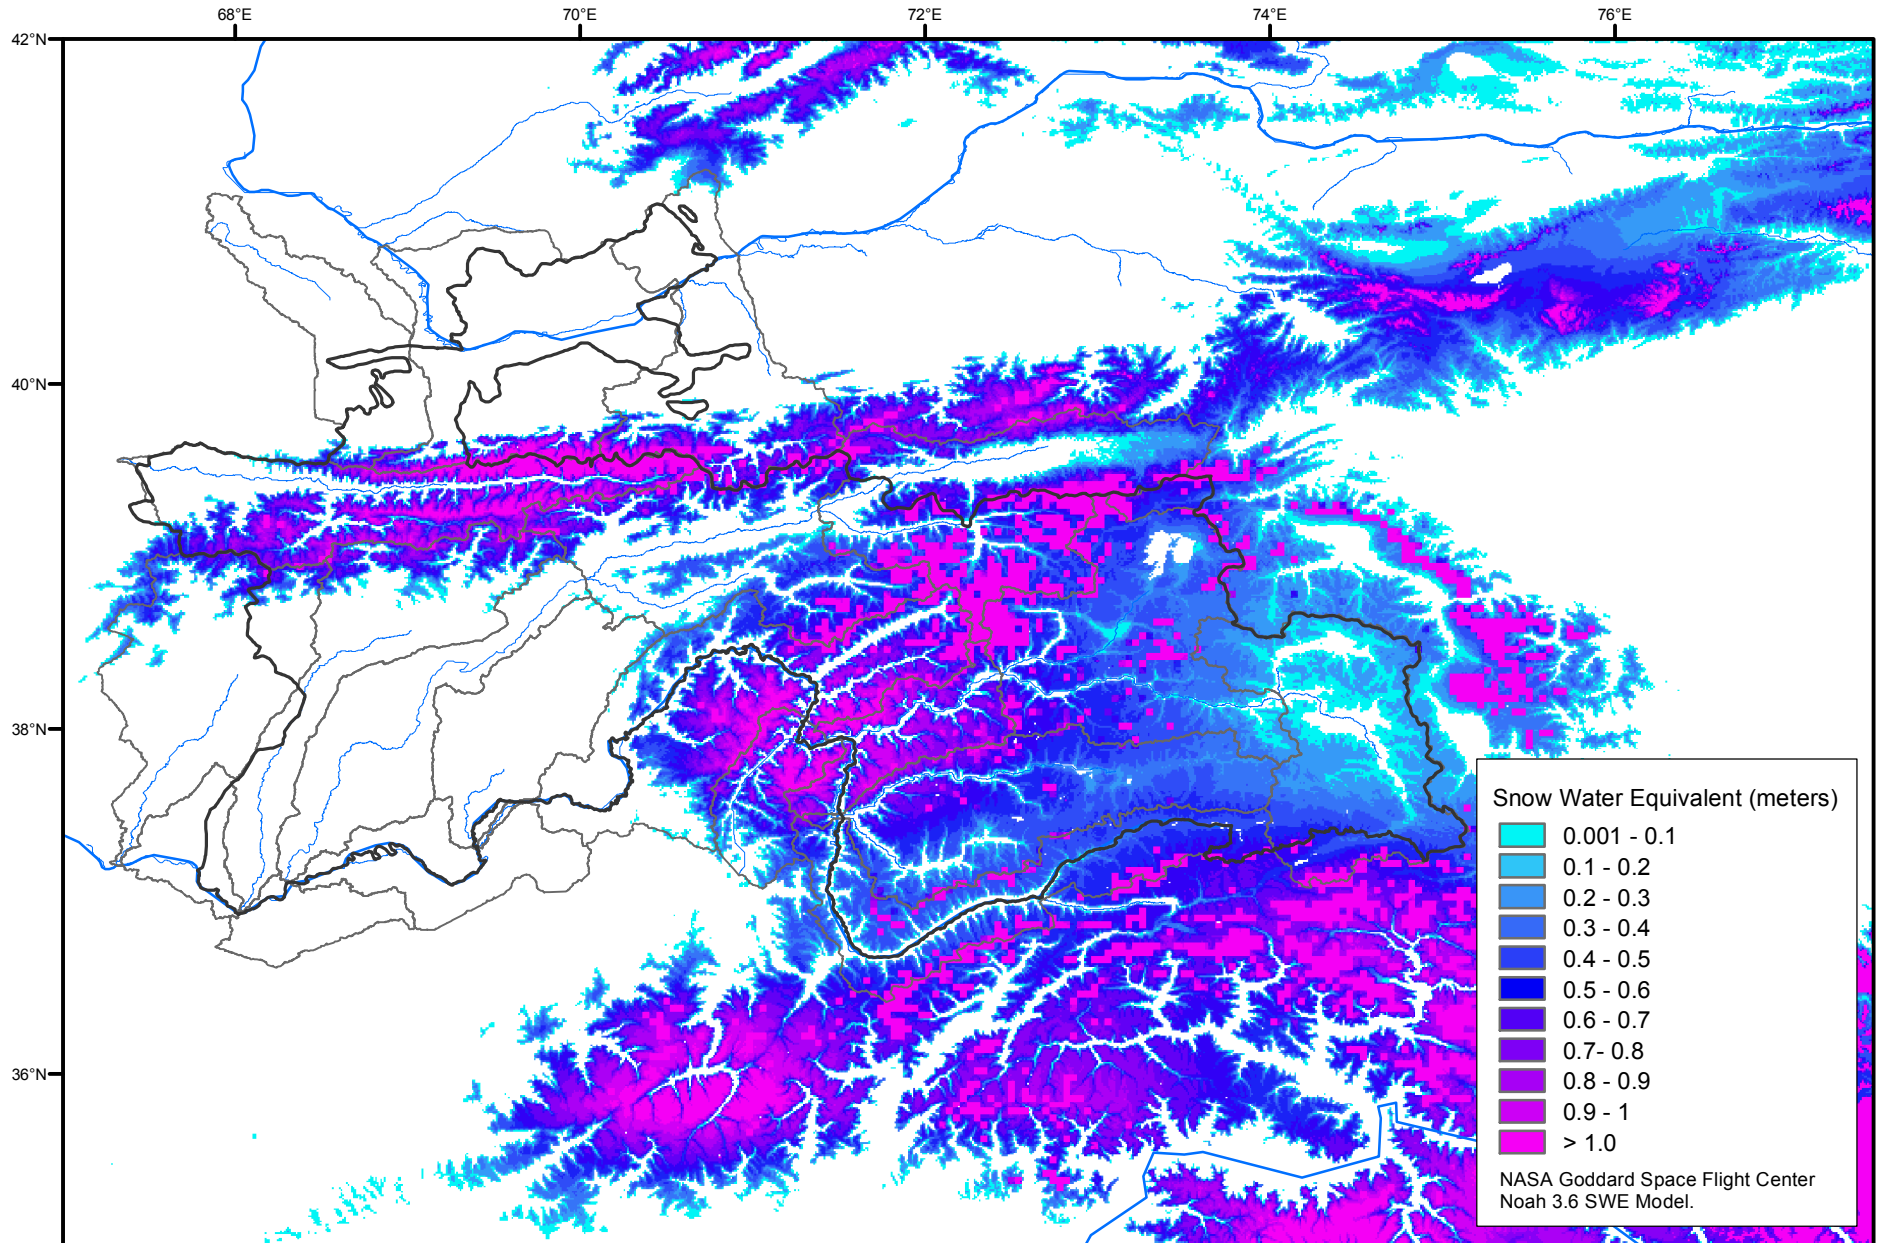 68°E
70°E
72°E
74°E
76°E
42°N
40°N
38°N
36°N
Snow Water Equivalent (meters)
0.001 - 0.1
0.1 - 0.2
0.2 - 0.3
0.3 - 0.4
0.4 - 0.5
0.5 - 0.6
0.6 - 0.7
0.7- 0.8
0.8 - 0.9
0.9 - 1
> 1.0
NASA Goddard Space Flight Center
Noah 3.6 SWE Model.